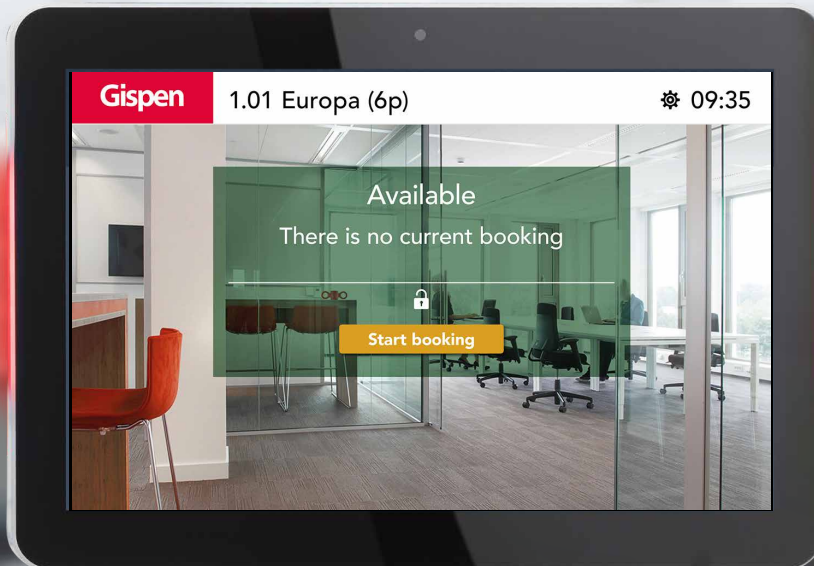 Gispen
1.01 Europa (6p)
09:35
Available
There is no current booking
Start booking